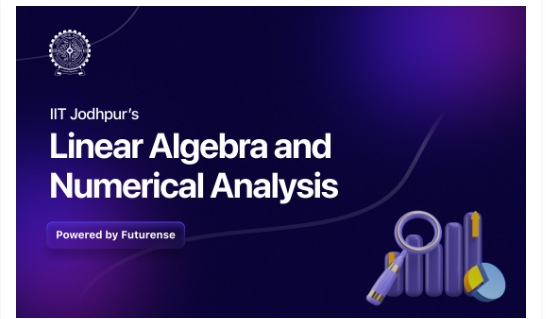 IIT Jodhpur's
Linear Algebra and
Numerical Analysis
Powered by Futurense